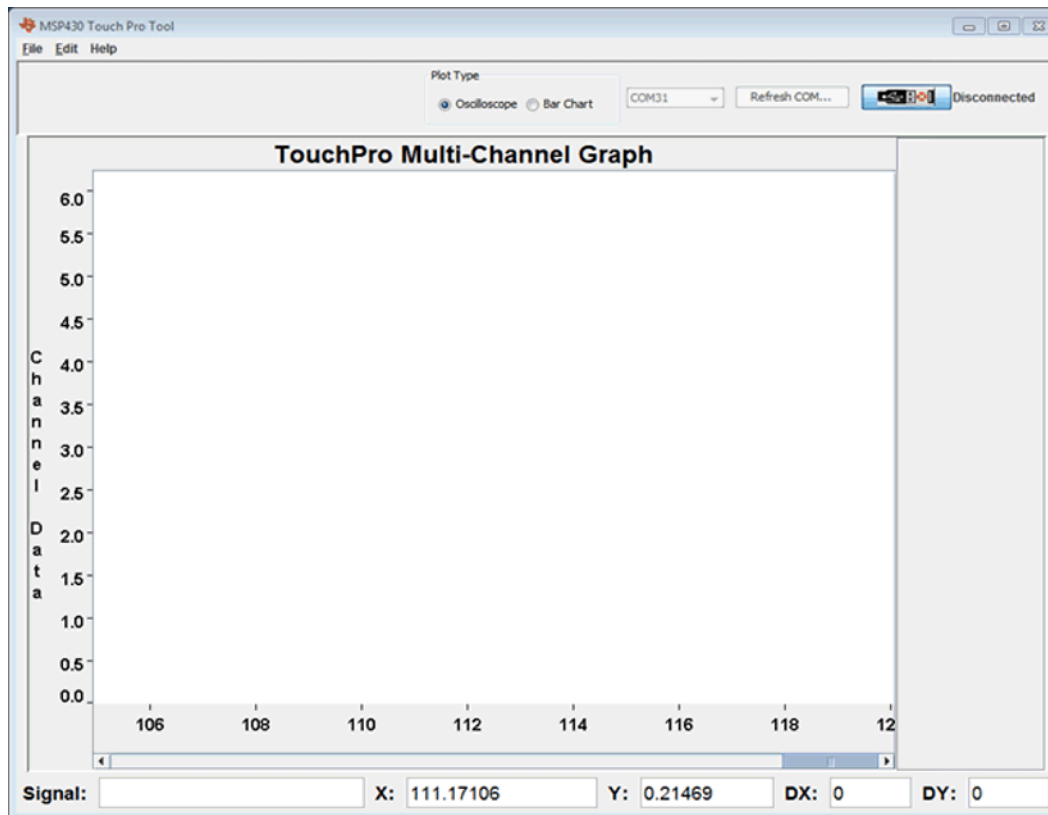 MSP430 Touch Pro Tool
File Edit Help
Plot Type
Oscilloscope Bar Chart
COM31
Refresh COM...
Disconnected
TouchPro Multi-Channel Graph
Channel Data
6.0
5.5
5.0
4.5
4.0
3.5
3.0
2.5
2.0
1.5
1.0
0.5
0.0
106 108 110 112 114 116 118 12
Signal: X: 111.17106 Y: 0.21469 DX: 0 DY: 0